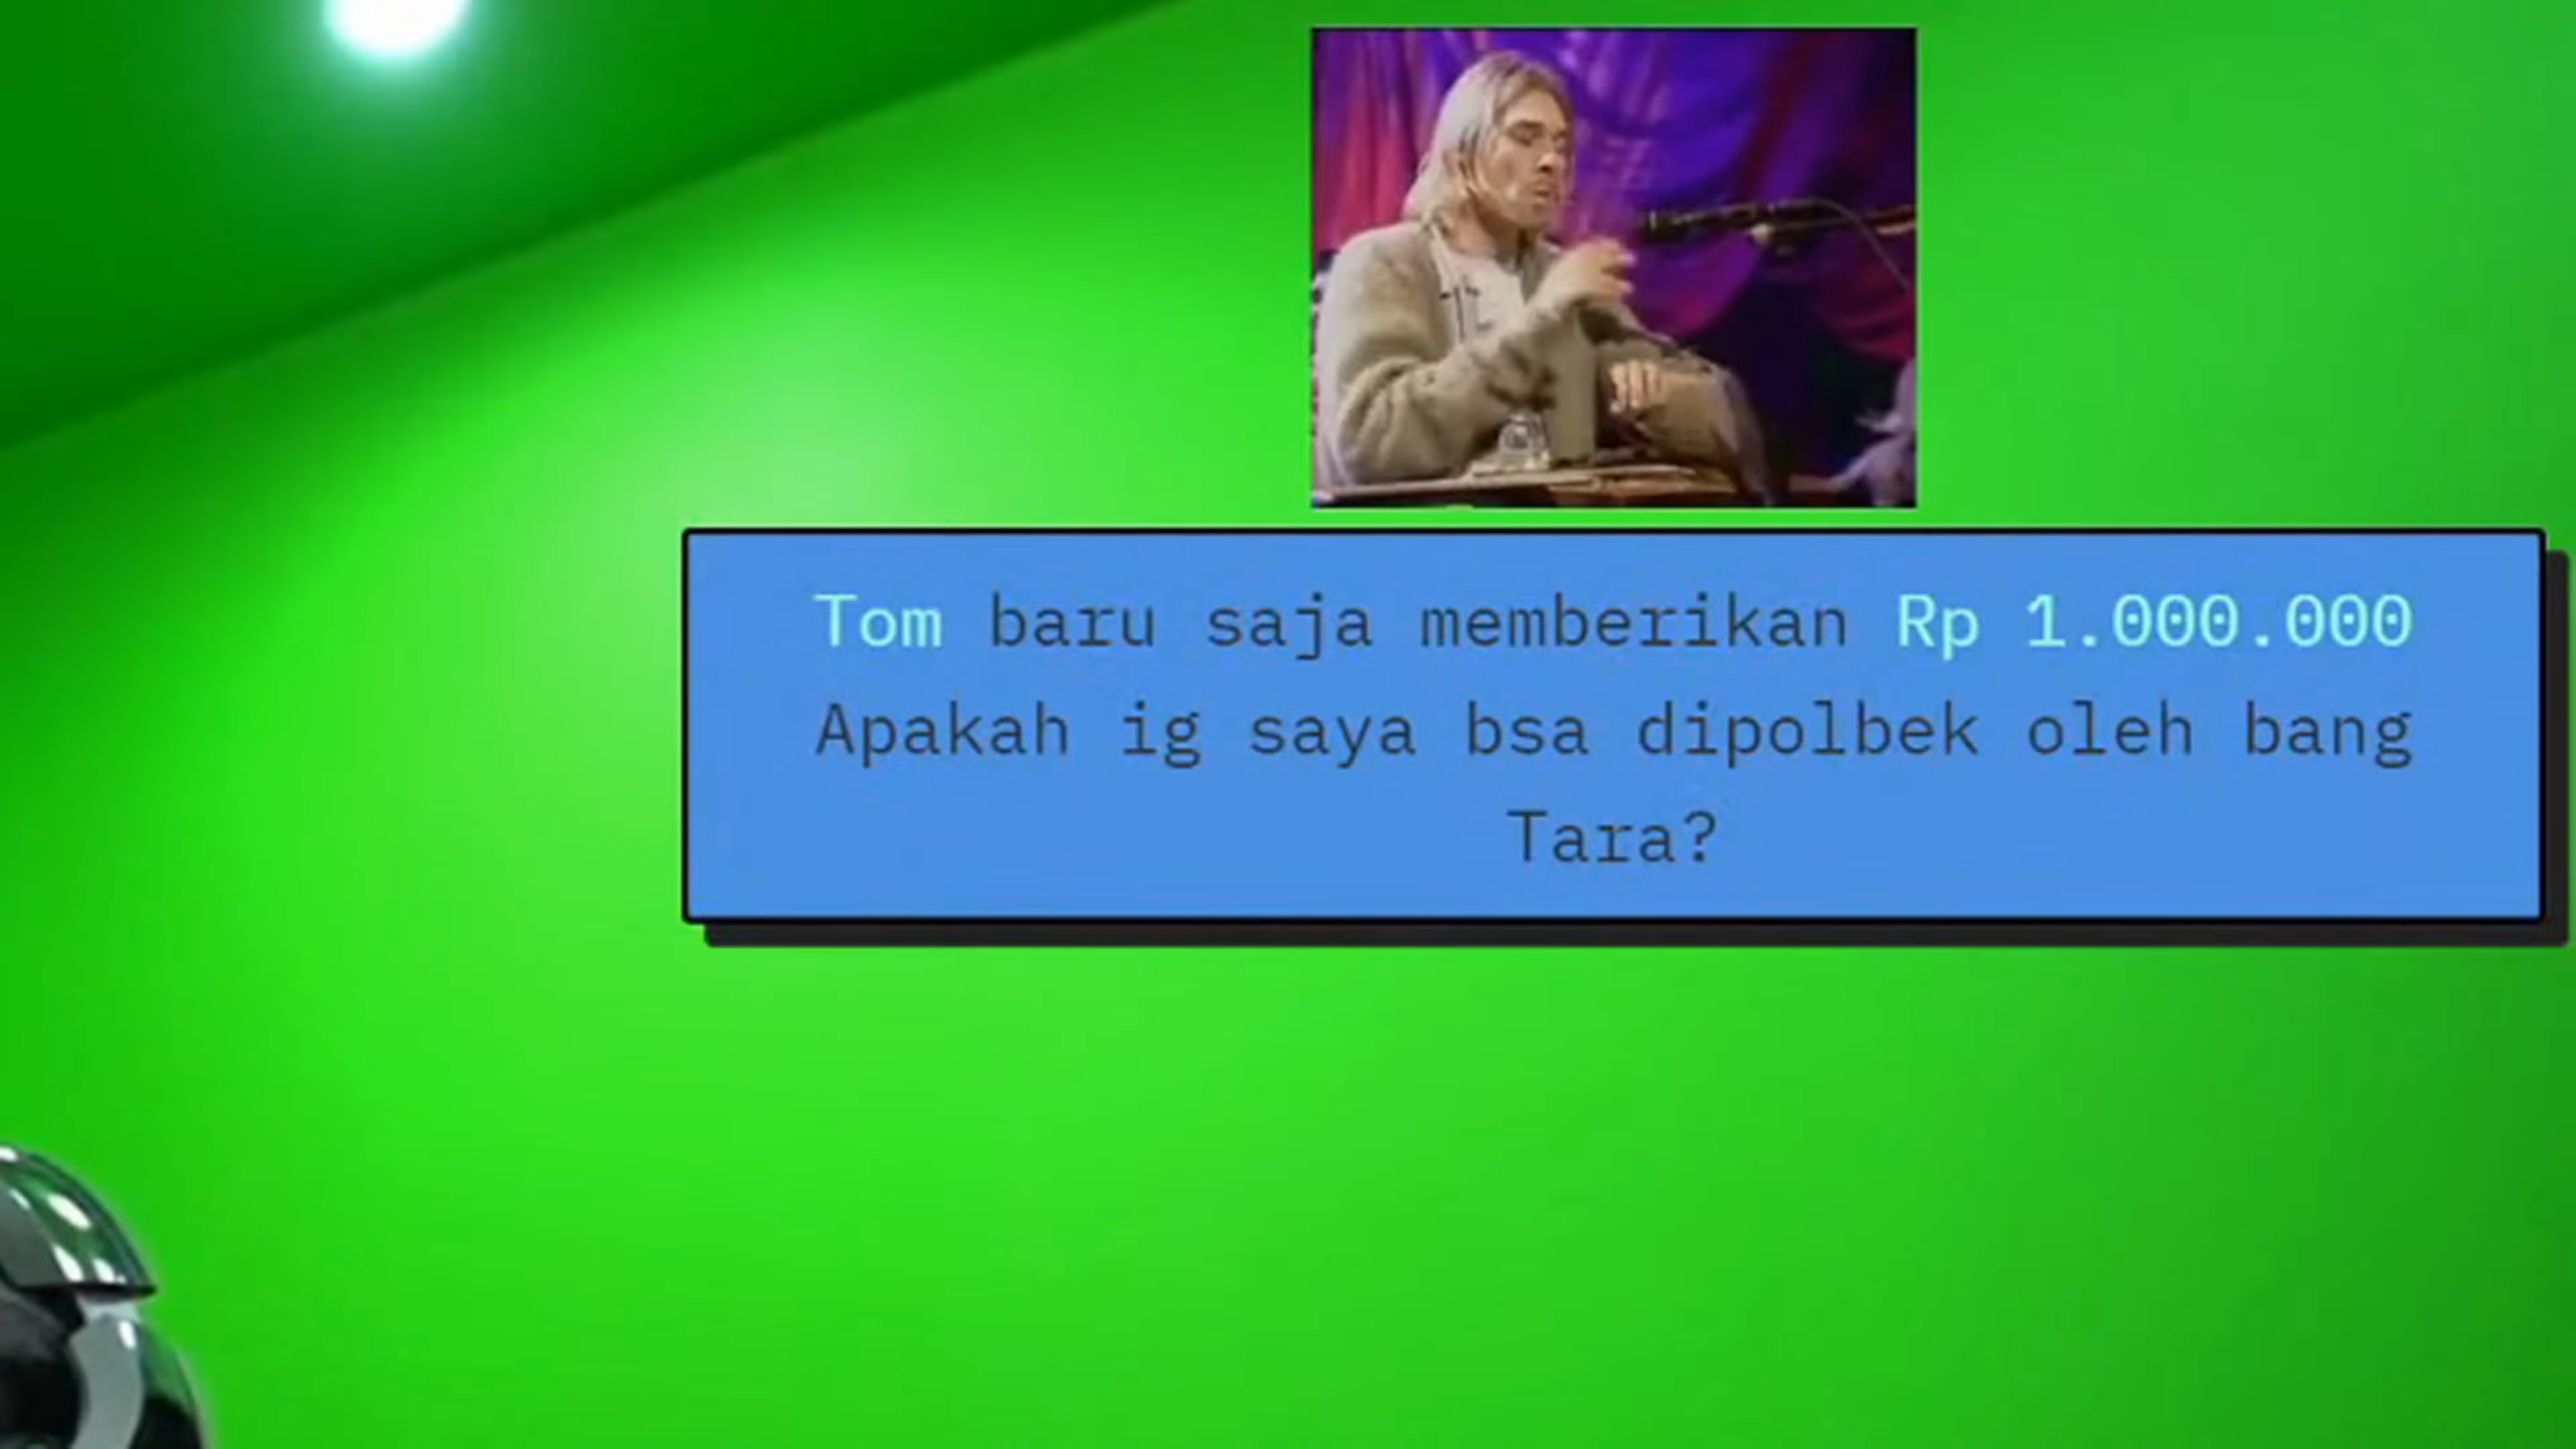 Tom baru saja memberikan Rp 1.000.000
Apakah ig saya bsa dipolbek oleh bang
Tara?